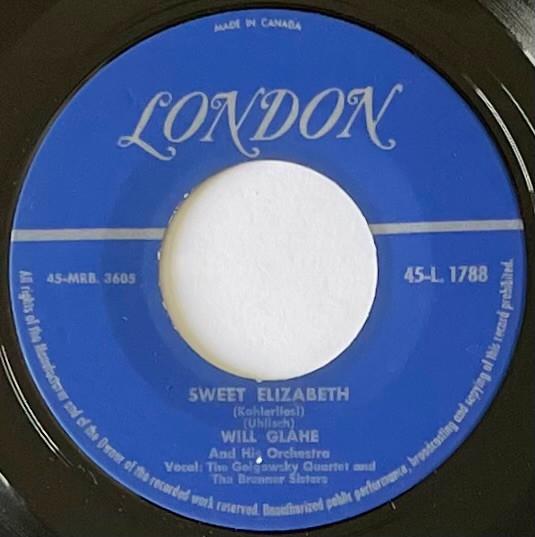 MADE IN CANADA
LONDON
45-MRB. 3605
45-L. 1788
SWEET ELIZABETH
(Kohlerliesl)
(Uhlisch)
WILL GLAHE
And His Orchestra
Vocal: The Golgowsky Quartet and
The Brunner Sisters
All rights of the Manufacturer and of the Owner of the recorded work reserved. Unauthorized public performance, broadcasting and copying of this record prohibited.